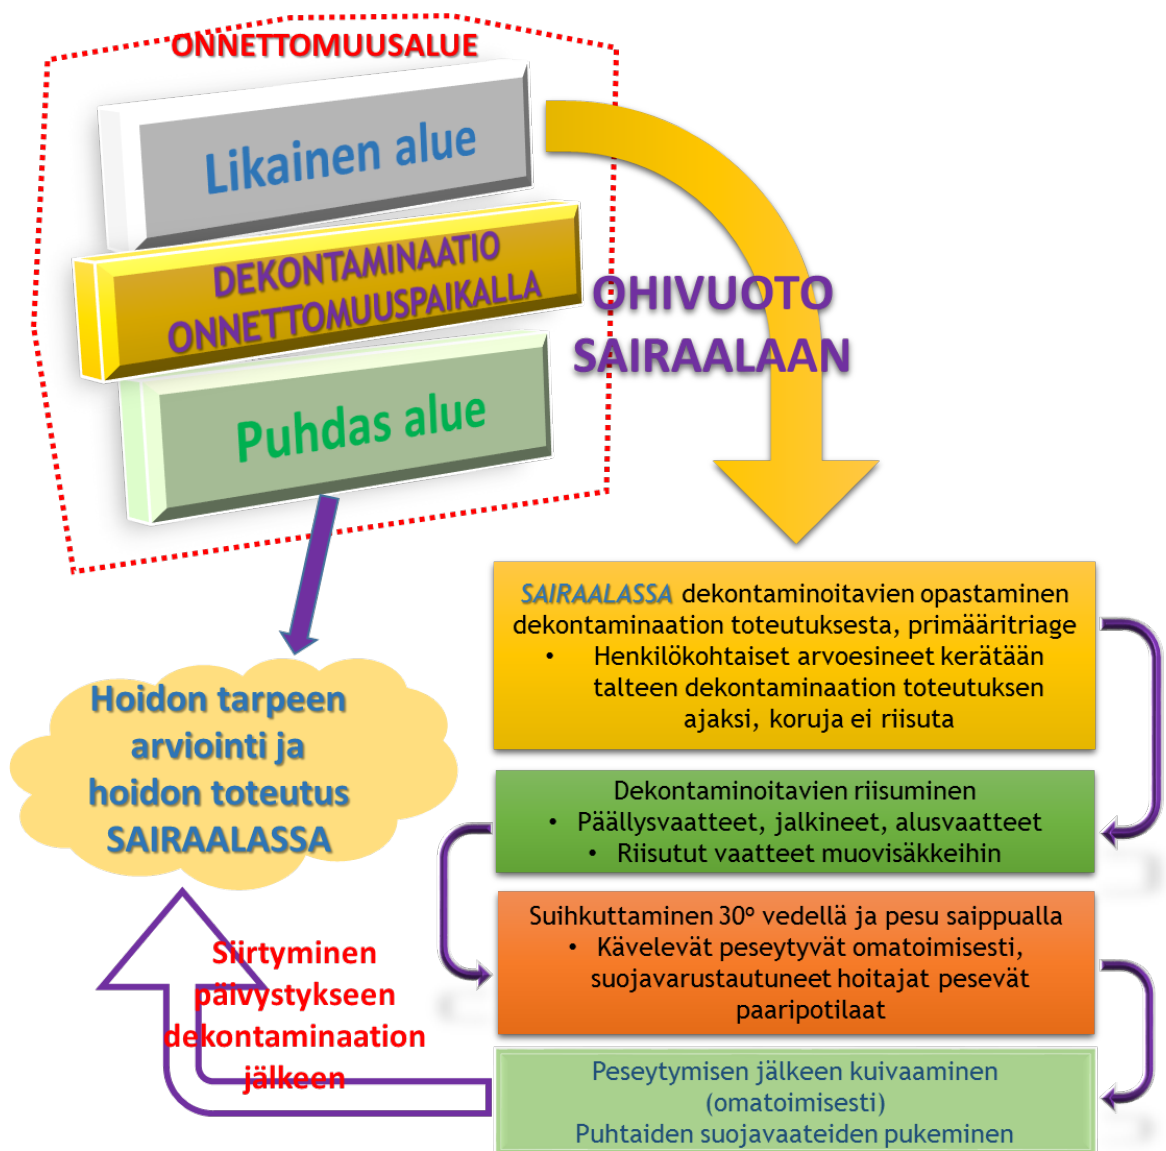 ONNETTOMUUSALUE
Likainen alue
DEKONTAMINAATIO
ONNETTOMUUSPAIKALLA
Puhdas alue
OHIVUOTO
SAIRAALAAN
SAIRAALASSA dekontaminoitavien opastaminen
dekontaminaation toteutuksesta, primääritriage
• Henkilökohtaiset arvoesineet kerätään
talteen dekontaminaation toteutuksen
ajaksi, koruja ei riisuta
Dekontaminoitavien riisuminen
• Päällysvaatteet, jalkineet, alusvaatteet
• Riisutut vaatteet muovisäkkeihin
Suihkuttaminen 30° vedellä ja pesu saippualla
• Kävelevät peseytyvät omatoimisesti,
suojavarustautuneet hoitajat pesevät
paaripotilaat
Peseytymisen jälkeen kuivaaminen
(omatoimisesti)
Puhtaiden suojavaateiden pukeminen
Siirtyminen
päivystykseen
dekontaminaation
jälkeen
Hoidon tarpeen
arviointi ja
hoidon toteutus
SAIRAALASSA